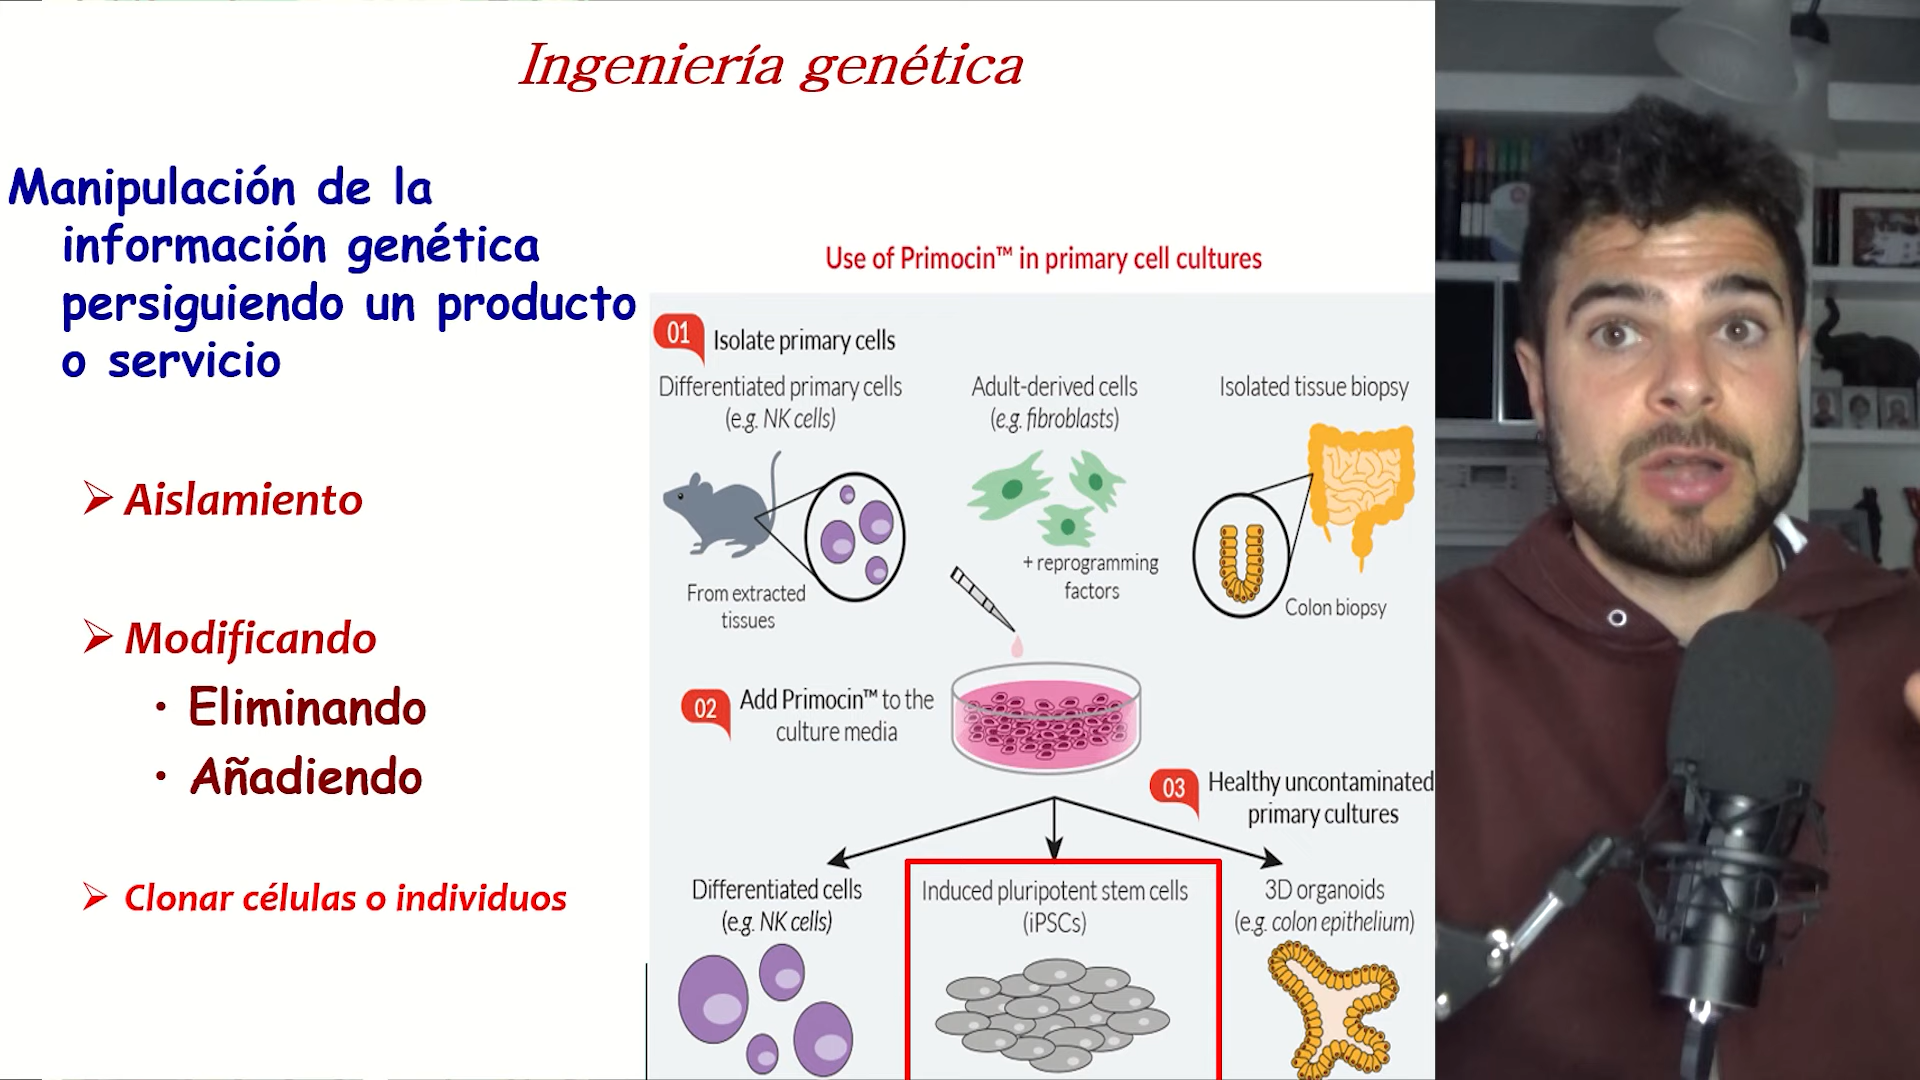 Ingeniería genética
Manipulación de la
información genética
persiguiendo un producto
o servicio
➢ Aislamiento
➢ Modificando
• Eliminando
• Añadiendo
➢ Clonar células o individuos
Use of Primocin™ in primary cell cultures
01 Isolate primary cells
Differentiated primary cells
(e.g. NK cells)
From extracted
tissues
Adult-derived cells
(e.g. fibroblasts)
+ reprogramming
factors
Isolated tissue biopsy
Colon biopsy
02 Add Primocin™ to the
culture media
03 Healthy uncontaminated
primary cultures
Differentiated cells
(e.g. NK cells)
Induced pluripotent stem cells
(iPSCs)
3D organoids
(e.g. colon epithelium)